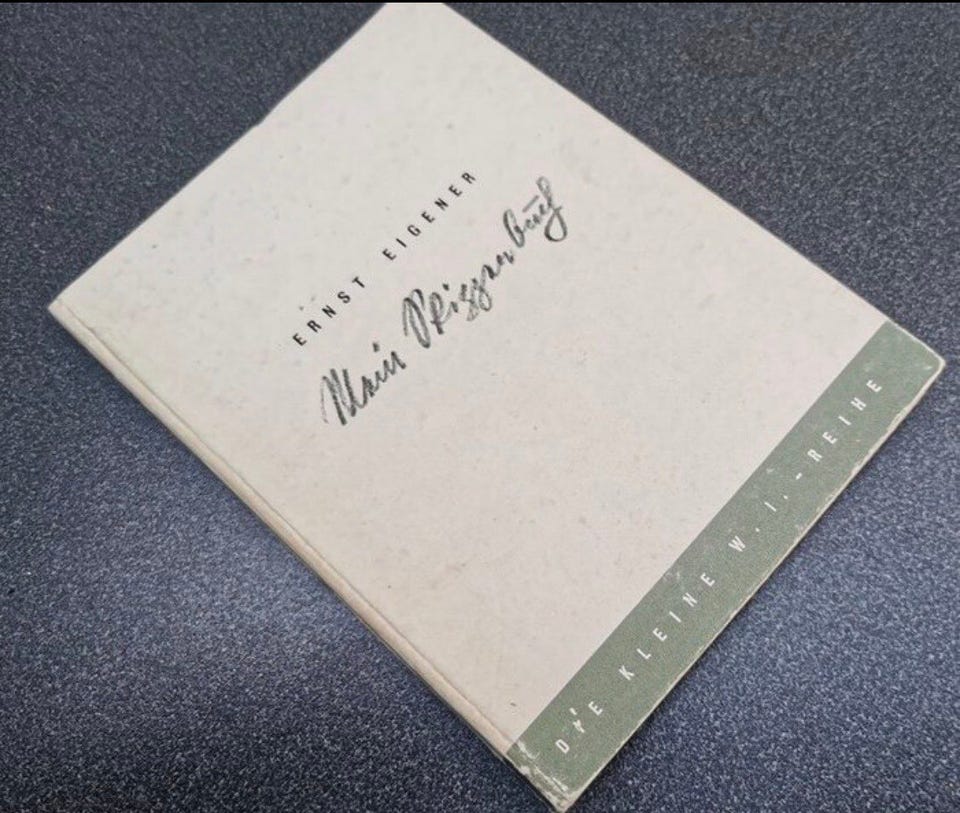 ERNST EIGENER
Mein Skizzenbuch
DIE KLEINE W.I.-REIHE